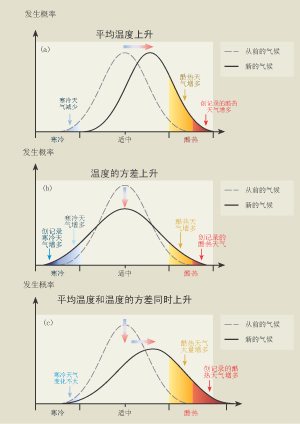 发生概率
平均温度上升
(a)
从前的气候
新的气候
寒冷天
气减少
酷热天
气增多
创记录的酷热
天气增多
寒冷
适中
酷热
发生概率
温度的方差上升
(b)
从前的气候
新的气候
创记录
寒冷天
气增多
寒冷天
气增多
酷热天
气增多
创记录的
酷热天气
寒冷
适中
酷热
发生概率
平均温度和温度的方差同时上升
(c)
从前的气候
新的气候
寒冷天气
变化不大
酷热天气
大量增多
创记录的酷
热天气增多
寒冷
适中
酷热